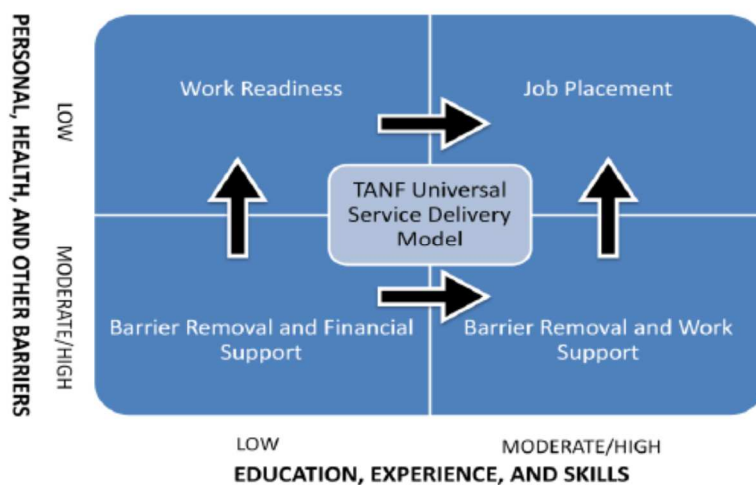 PERSONAL, HEALTH, AND OTHER BARRIERS
LOW
MODERATE/HIGH
Work Readiness
Job Placement
TANF Universal
Service Delivery
Model
Barrier Removal and Financial
Support
Barrier Removal and Work
Support
LOW
MODERATE/HIGH
EDUCATION, EXPERIENCE, AND SKILLS